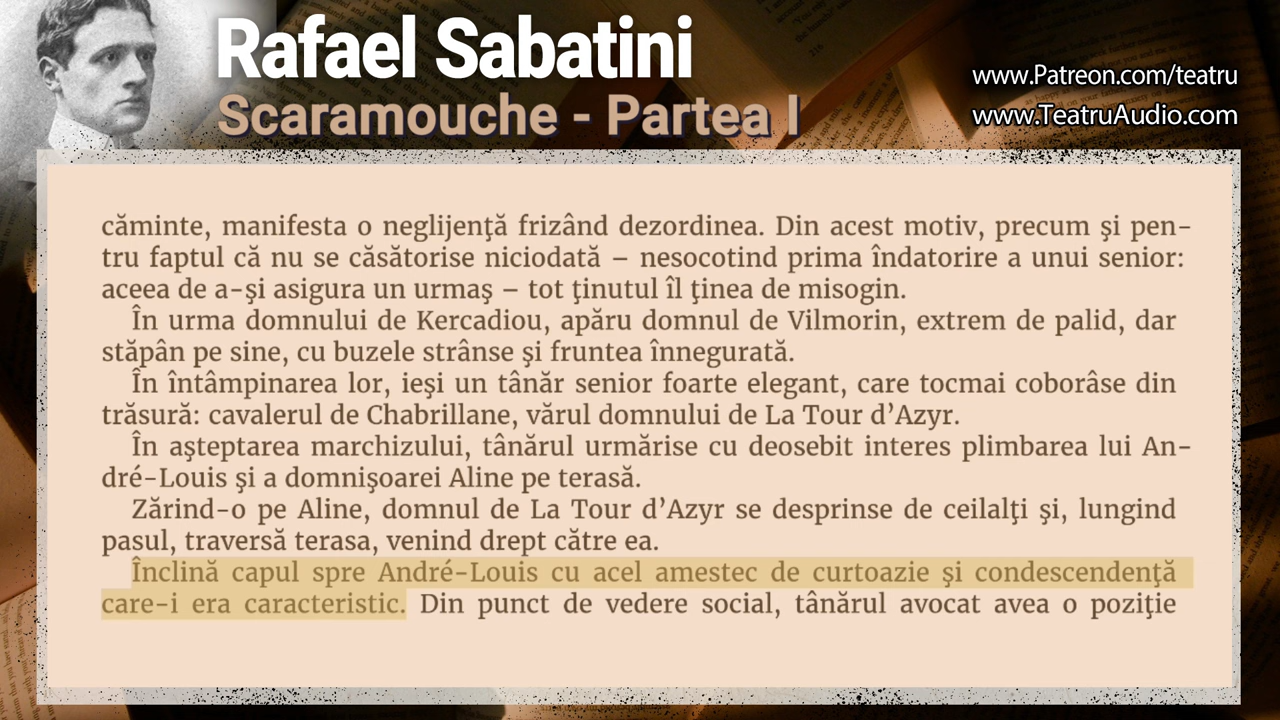 Rafael Sabatini
Scaramouche - Partea I
www.Patreon.com/teatru
www.TeatruAudio.com
căminte, manifesta o neglijenţă frizând dezordinea. Din acest motiv, precum şi pen-
tru faptul că nu se căsătorise niciodată – nesocotind prima îndatorire a unui senior:
aceea de a-şi asigura un urmaş – tot ţinutul îl ţinea de misogin.
În urma domnului de Kercadiou, apăru domnul de Vilmorin, extrem de palid, dar
stăpân pe sine, cu buzele strânse şi fruntea înnegurată.
În întâmpinarea lor, ieşi un tânăr senior foarte elegant, care tocmai coborâse din
trăsură: cavalerul de Chabrillane, vărul domnului de La Tour d’Azyr.
În aşteptarea marchizului, tânărul urmărise cu deosebit interes plimbarea lui An-
dré-Louis şi a domnişoarei Aline pe terasă.
Zărind-o pe Aline, domnul de La Tour d’Azyr se desprinse de ceilalţi şi, lungind
pasul, traversă terasa, venind drept către ea.
Înclină capul spre André-Louis cu acel amestec de curtoazie şi condescendenţă
care-i era caracteristic. Din punct de vedere social, tânărul avocat avea o poziţie